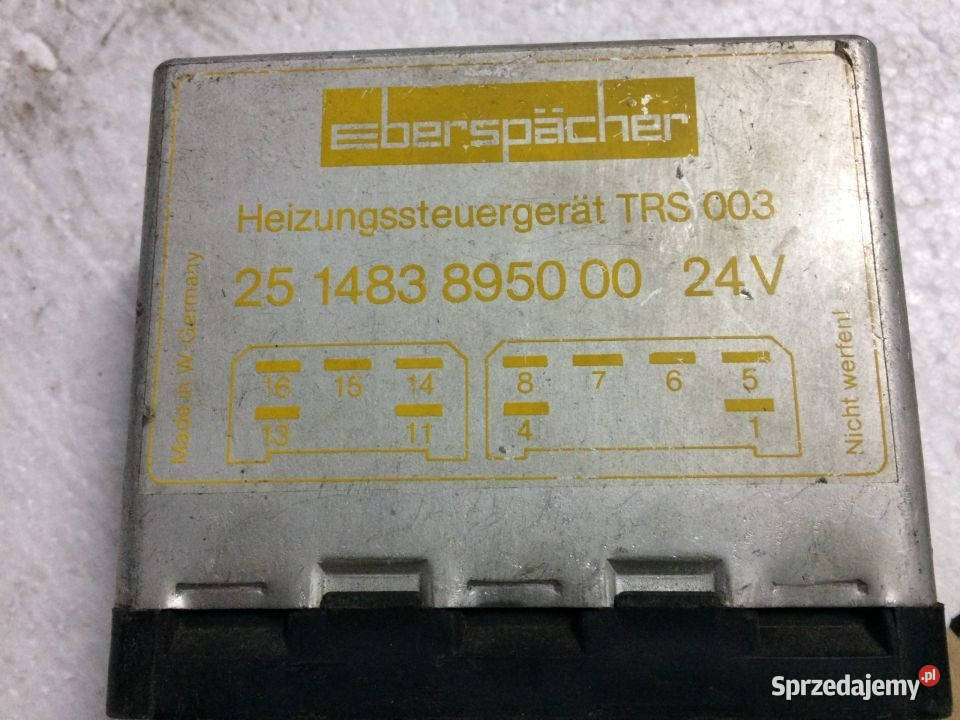 eberspächer
Heizungssteuergerät TRS 003
25 1483 8950 00 24V
Made in W.-Germany
16 15 14 8 7 6 5
13 11 4 1
Nicht werfen!
Sprzedajemy.pl